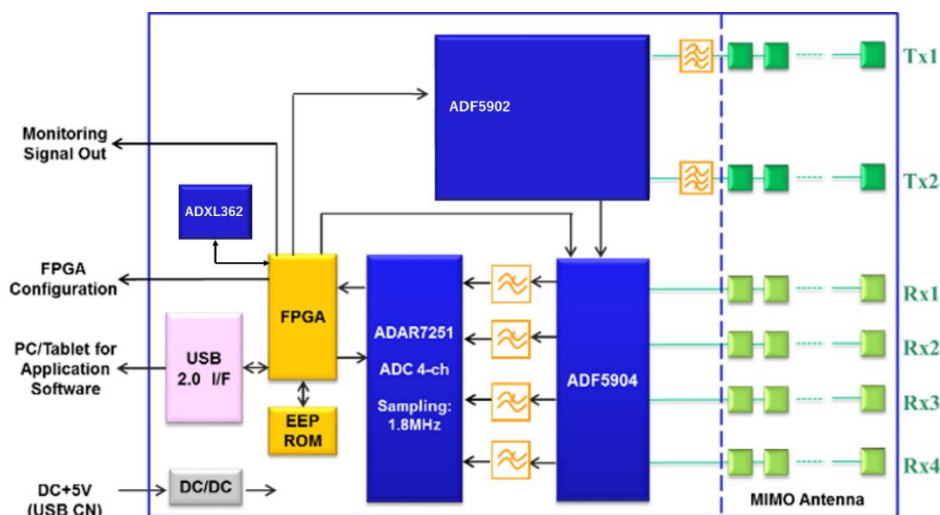 ADF5902
Tx1
Tx2
Monitoring
Signal Out
ADXL362
FPGA
Configuration
FPGA
ADAR7251
ADC 4-ch
Sampling:
1.8MHz
ADF5904
Rx1
Rx2
Rx3
Rx4
PC/Tablet for
Application
Software
USB
2.0 I/F
EEP
ROM
DC+5V
(USB CN)
DC/DC
MIMO Antenna